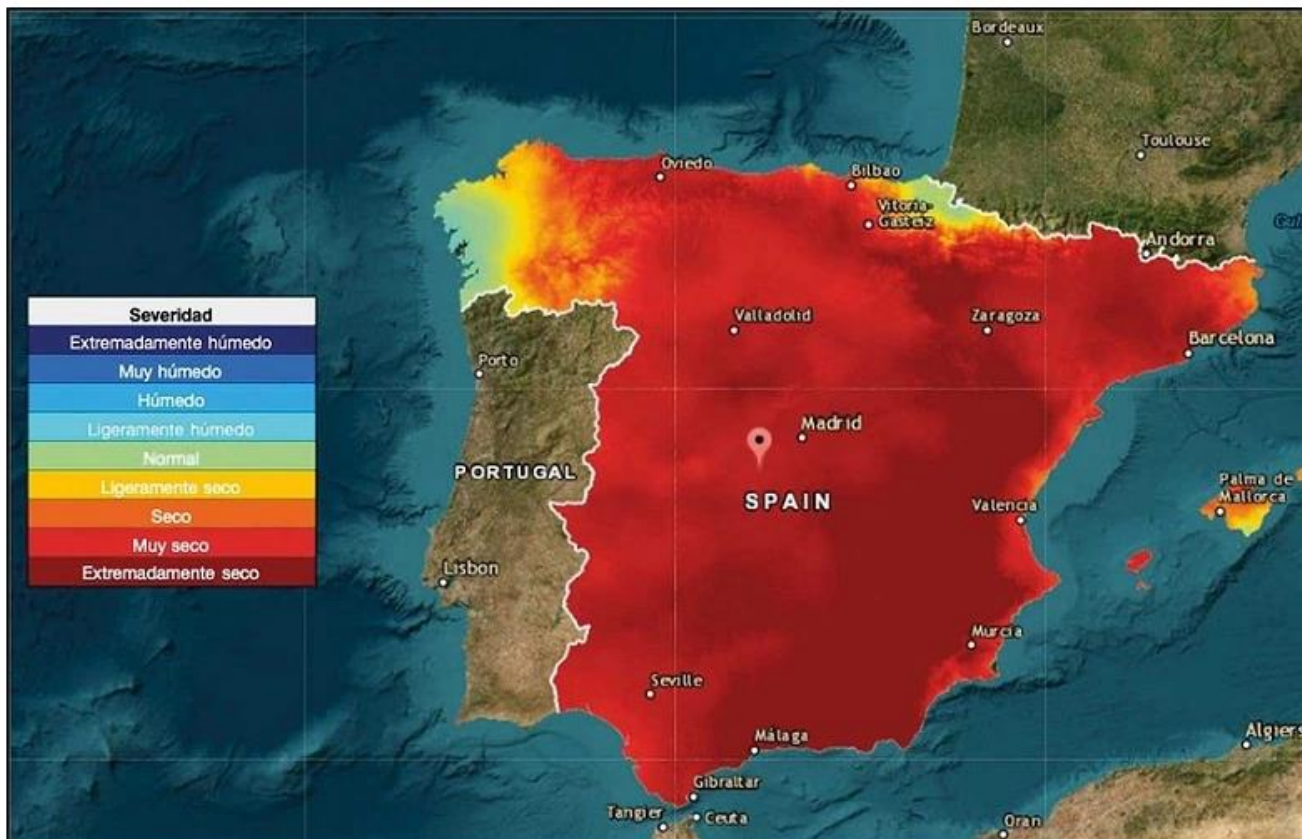 Bordeaux
Toulouse
Oviedo
Bilbao
Vitoria-
Gasteiz
Andorra
Severidad
Extremadamente húmedo
Muy húmedo
Húmedo
Ligeramente húmedo
Normal
Ligeramente seco
Seco
Muy seco
Extremadamente seco
Valladolid
Zaragoza
Barcelona
Porto
Madrid
PORTUGAL
SPAIN
Valencia
Palma de
Mallorca
Lisbon
Murcia
Seville
Málaga
Algiers
Gibraltar
Tangier
Ceuta
Oran